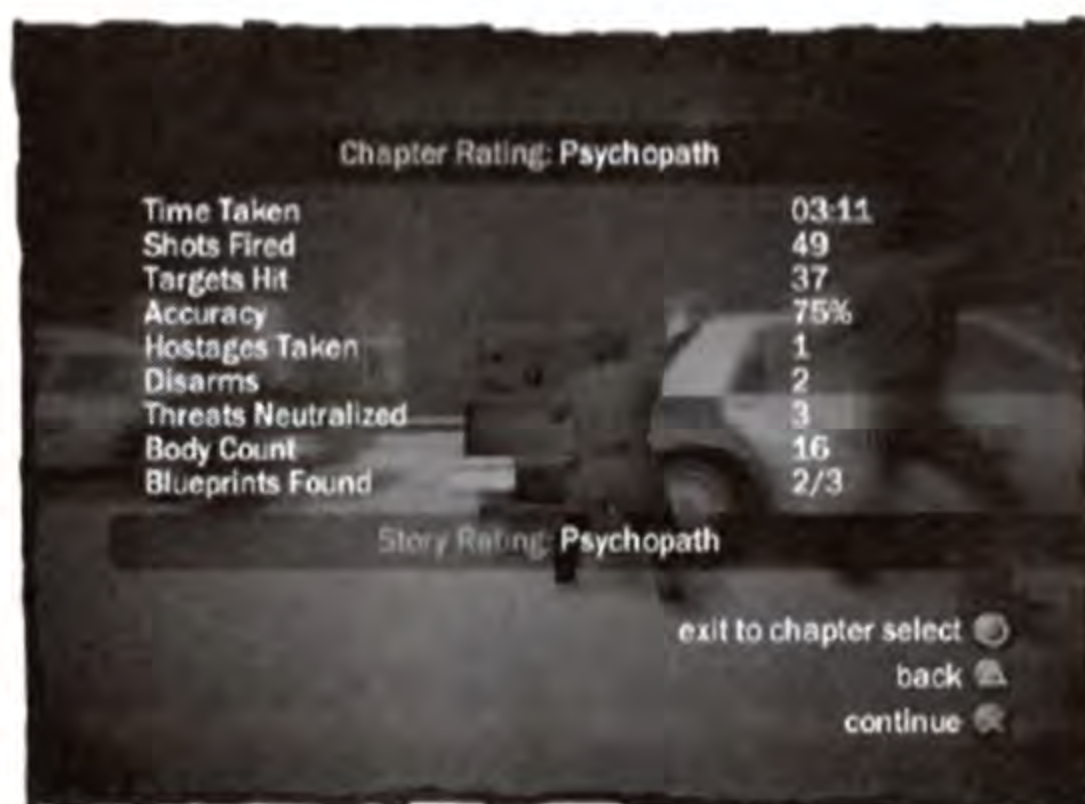 Chapter Rating: Psychopath
Time Taken 03:11
Shots Fired 49
Targets Hit 37
Accuracy 75%
Hostages Taken 1
Disarms 2
Threats Neutralized 3
Body Count 16
Blueprints Found 2/3
Story Rating: Psychopath
exit to chapter select
back
continue